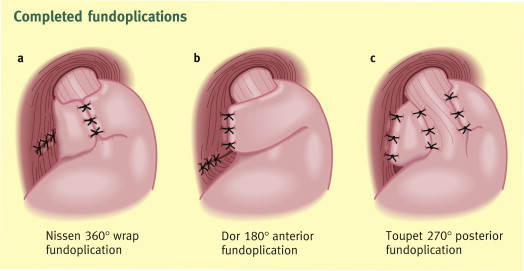 Completed fundoplications
a
b
c
Nissen 360° wrap
fundoplication
Dor 180° anterior
fundoplication
Toupet 270° posterior
fundoplication